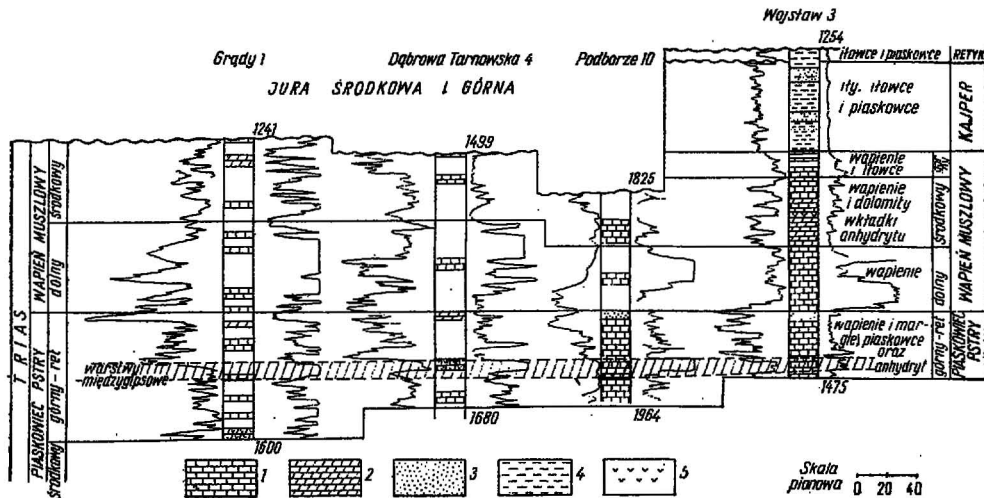 Wojsław 3
Grądy 1
Dąbrowa Tarnowska 4
Podborze 10
JURA ŚRODKOWA I GÓRNA
1254
iłowce i piaskowce
RETYK
iły, iłowce
i piaskowce
KAJPER
1241
1499
1825
wapienie
i iłowce
wapienie
i dolomity
wkładki
anhydrytu
środkowy
wapienie
dolny
WAPIEŃ MUSZLOWY
wapienie i mar-
gle, piaskowce
oraz
anhydryt
górny-ret
PIASKOWIEC
PSTRY
TRIAS
WAPIEŃ MUSZLOWY
środkowy
dolny
PIASKOWIEC PSTRY
górny - ret
środkowy
warstwy
międzygipsowe
1475
1680
1964
1600
1
2
3
4
5
Skala
pionowa
0 20 40